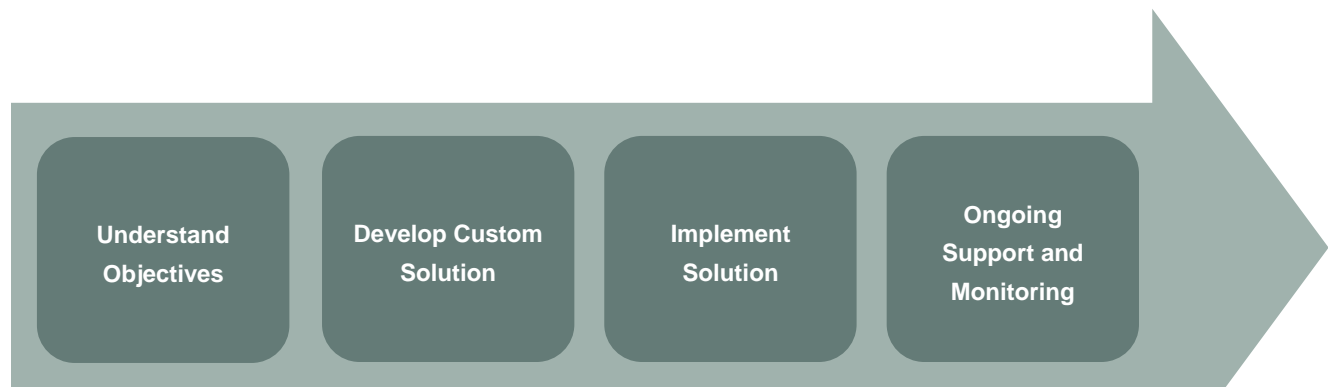 Understand
Objectives
Develop Custom
Solution
Implement
Solution
Ongoing
Support and
Monitoring